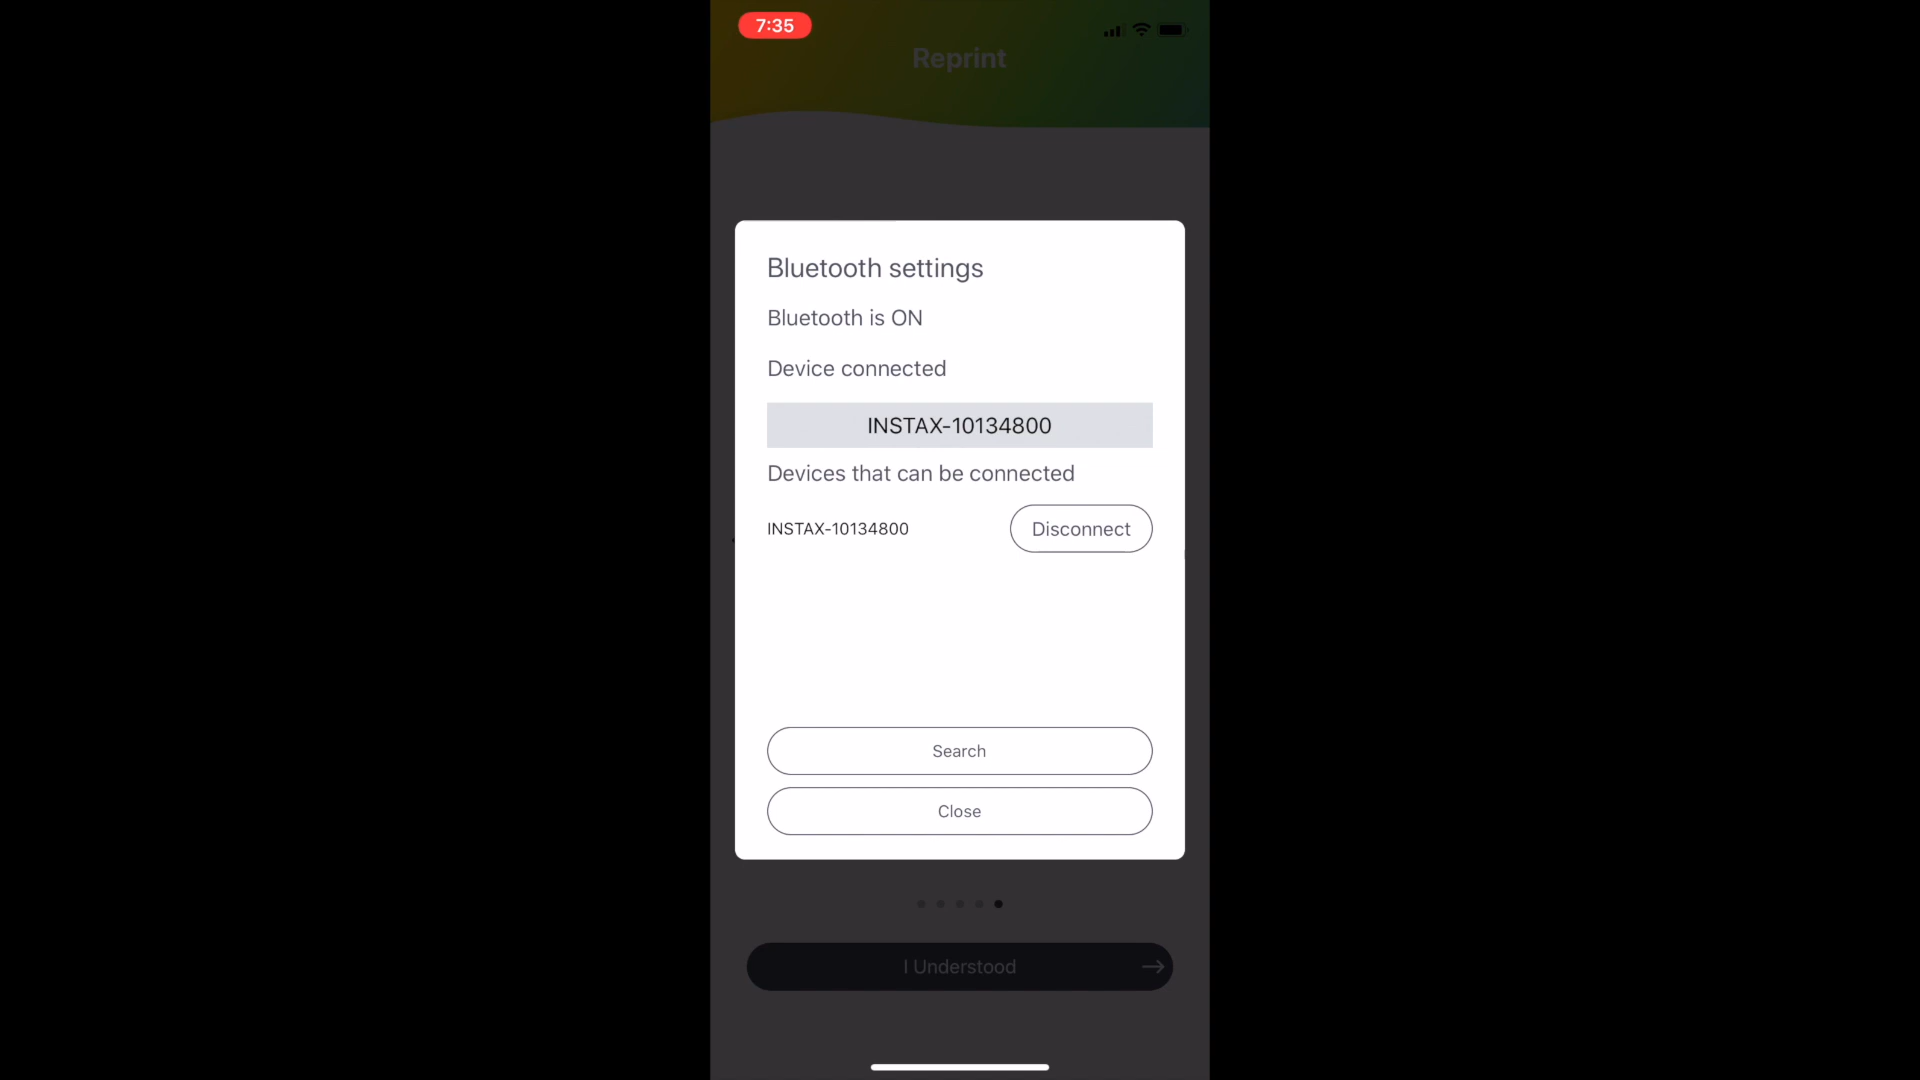 7:35
Reprint
Bluetooth settings
Bluetooth is ON
Device connected
INSTAX-10134800
Devices that can be connected
INSTAX-10134800 Disconnect
Search
Close
I Understood